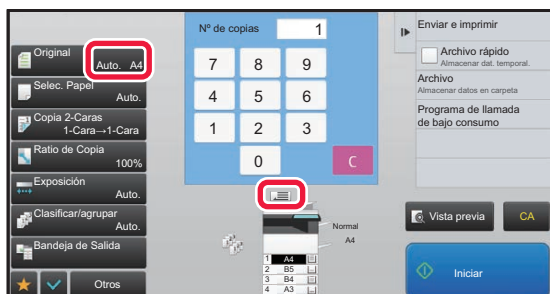 Original
Auto. A4
Selec. Papel
Auto.
Copia 2-Caras
1-Cara→1-Cara
Ratio de Copia
100%
Exposición
Auto.
Clasificar/agrupar
Auto.
Bandeja de Salida
Otros
Nº de copias 1
7 8 9
4 5 6
1 2 3
0 C
Normal
A4
1 A4
2 B5
3 B4
4 A3
Enviar e imprimir
Archivo rápido
Almacenar dat. temporal.
Archivo
Almacenar datos en carpeta
Programa de llamada
de bajo consumo
Vista previa CA
Iniciar